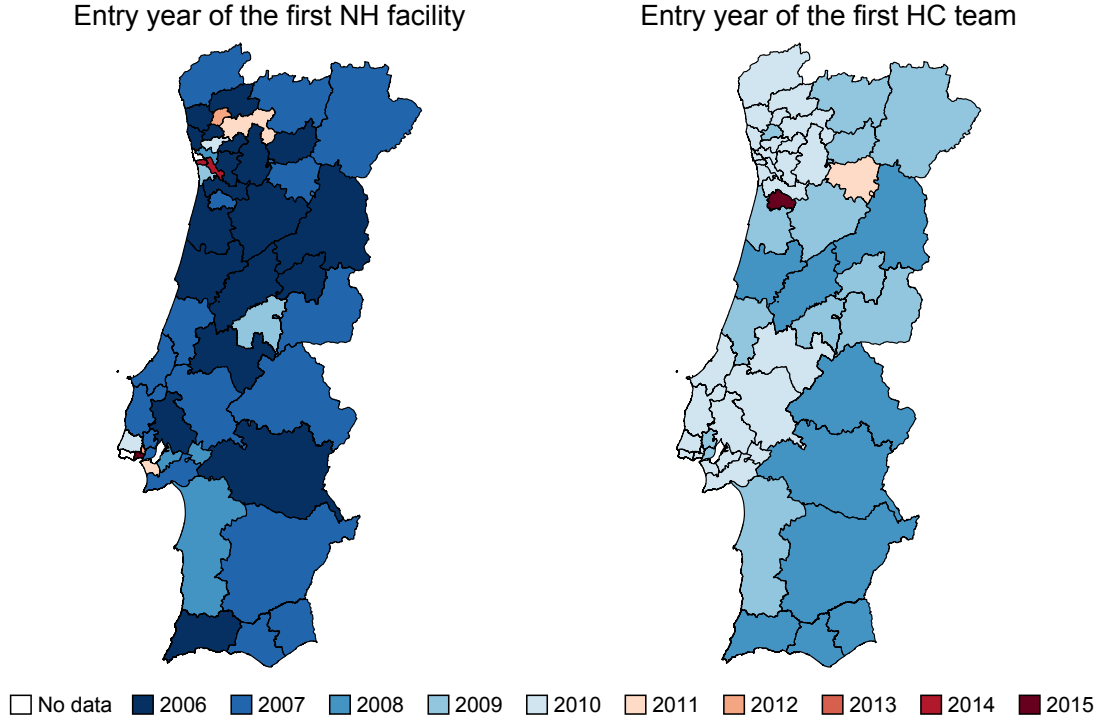 Entry year of the first NH facility
Entry year of the first HC team
No data 2006 2007 2008 2009 2010 2011 2012 2013 2014 2015